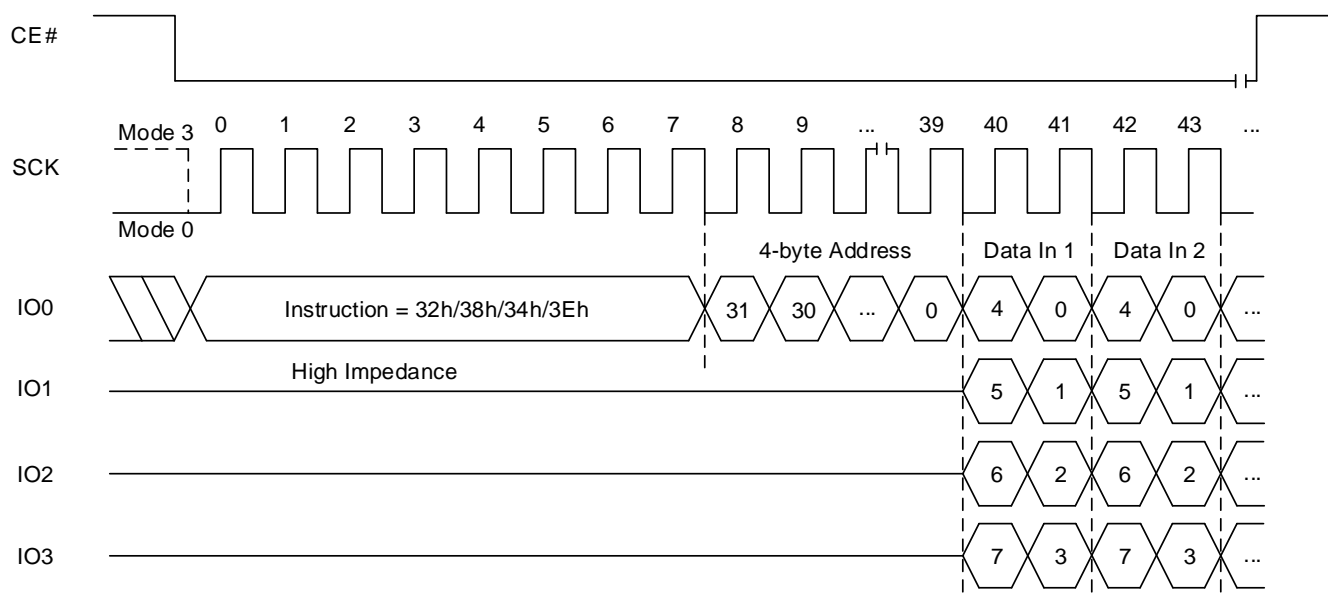 CE#
Mode 3 0 1 2 3 4 5 6 7 8 9 ... 39 40 41 42 43 ...
SCK
Mode 0
4-byte Address Data In 1 Data In 2
IO0 Instruction = 32h/38h/34h/3Eh 31 30 ... 0 4 0 4 0 ...
High Impedance
IO1 5 1 5 1 ...
IO2 6 2 6 2 ...
IO3 7 3 7 3 ...